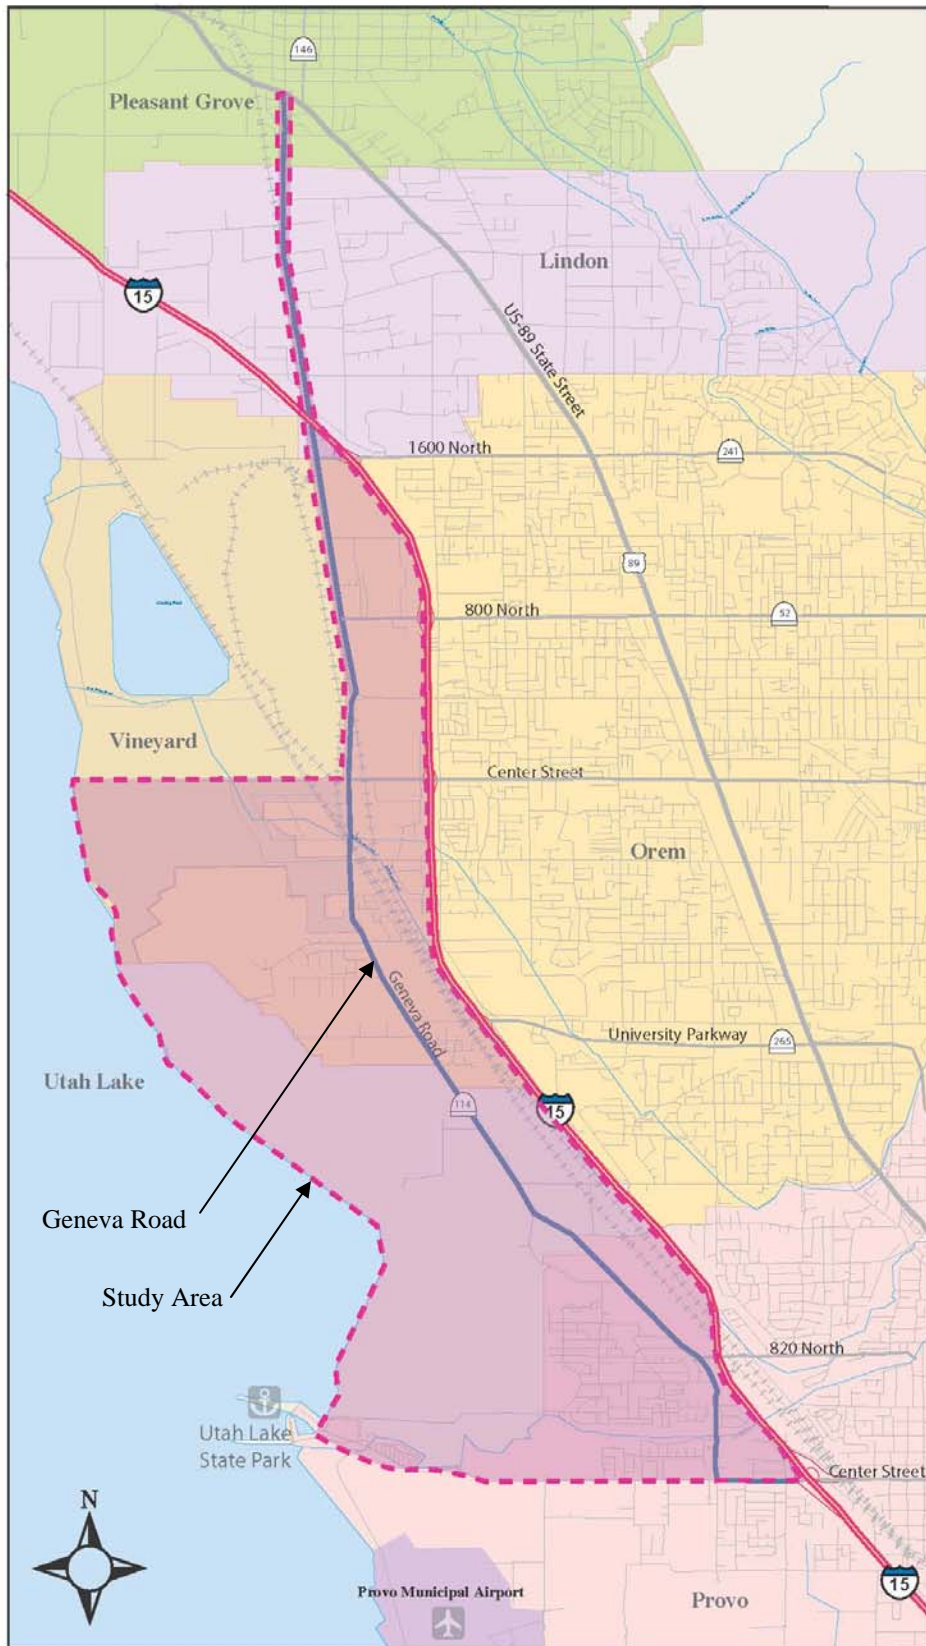 146
Pleasant Grove
Lindon
15
US-89 State Street
1600 North
241
89
800 North
52
Vineyard
Center Street
Orem
Geneva Road
University Parkway
265
Utah Lake
114
15
Geneva Road
Study Area
820 North
Utah Lake
State Park
Center Street
N
Provo Municipal Airport
15
Provo